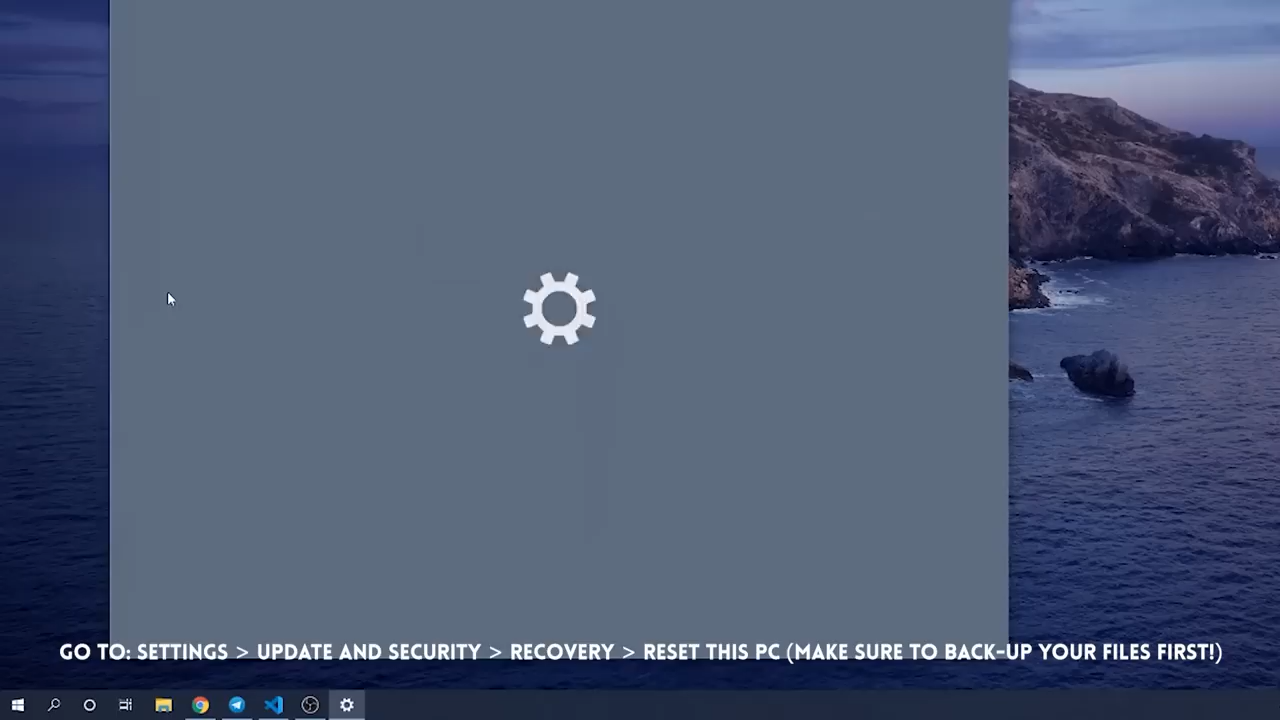 GO TO: SETTINGS > UPDATE AND SECURITY > RECOVERY > RESET THIS PC (MAKE SURE TO BACK-UP YOUR FILES FIRST!)